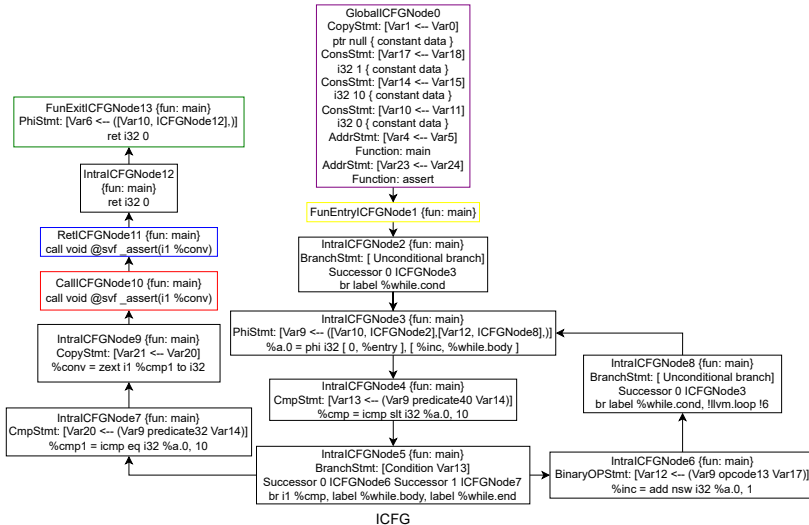 GlobalICFGNode0
CopyStmt: [Var1 <-- Var0]
ptr null { constant data }
ConsStmt: [Var17 <-- Var18]
i32 1 { constant data }
ConsStmt: [Var14 <-- Var15]
i32 10 { constant data }
ConsStmt: [Var10 <-- Var11]
i32 0 { constant data }
AddrStmt: [Var4 <-- Var5]
Function: main
AddrStmt: [Var23 <-- Var24]
Function: assert
FunEntryICFGNode1 {fun: main}
IntraICFGNode2 {fun: main}
BranchStmt: [ Unconditional branch]
Successor 0 ICFGNode3
br label %while.cond
IntraICFGNode3 {fun: main}
PhiStmt: [Var9 <-- ([Var10, ICFGNode2],[Var12, ICFGNode8],)]
%a.0 = phi i32 [ 0, %entry ], [ %inc, %while.body ]
IntraICFGNode4 {fun: main}
CmpStmt: [Var13 <-- (Var9 predicate40 Var14)]
%cmp = icmp slt i32 %a.0, 10
IntraICFGNode5 {fun: main}
BranchStmt: [Condition Var13]
Successor 0 ICFGNode6 Successor 1 ICFGNode7
br i1 %cmp, label %while.body, label %while.end
IntraICFGNode6 {fun: main}
BinaryOPStmt: [Var12 <-- (Var9 opcode13 Var17)]
%inc = add nsw i32 %a.0, 1
IntraICFGNode8 {fun: main}
BranchStmt: [ Unconditional branch]
Successor 0 ICFGNode3
br label %while.cond, !llvm.loop !6
IntraICFGNode7 {fun: main}
CmpStmt: [Var20 <-- (Var9 predicate32 Var14)]
%cmp1 = icmp eq i32 %a.0, 10
IntraICFGNode9 {fun: main}
CopyStmt: [Var21 <-- Var20]
%conv = zext i1 %cmp1 to i32
CallICFGNode10 {fun: main}
call void @svf _assert(i1 %conv)
RetICFGNode11 {fun: main}
call void @svf _assert(i1 %conv)
IntraICFGNode12
{fun: main}
ret i32 0
FunExitICFGNode13 {fun: main}
PhiStmt: [Var6 <-- ([Var10, ICFGNode12],)]
ret i32 0
ICFG